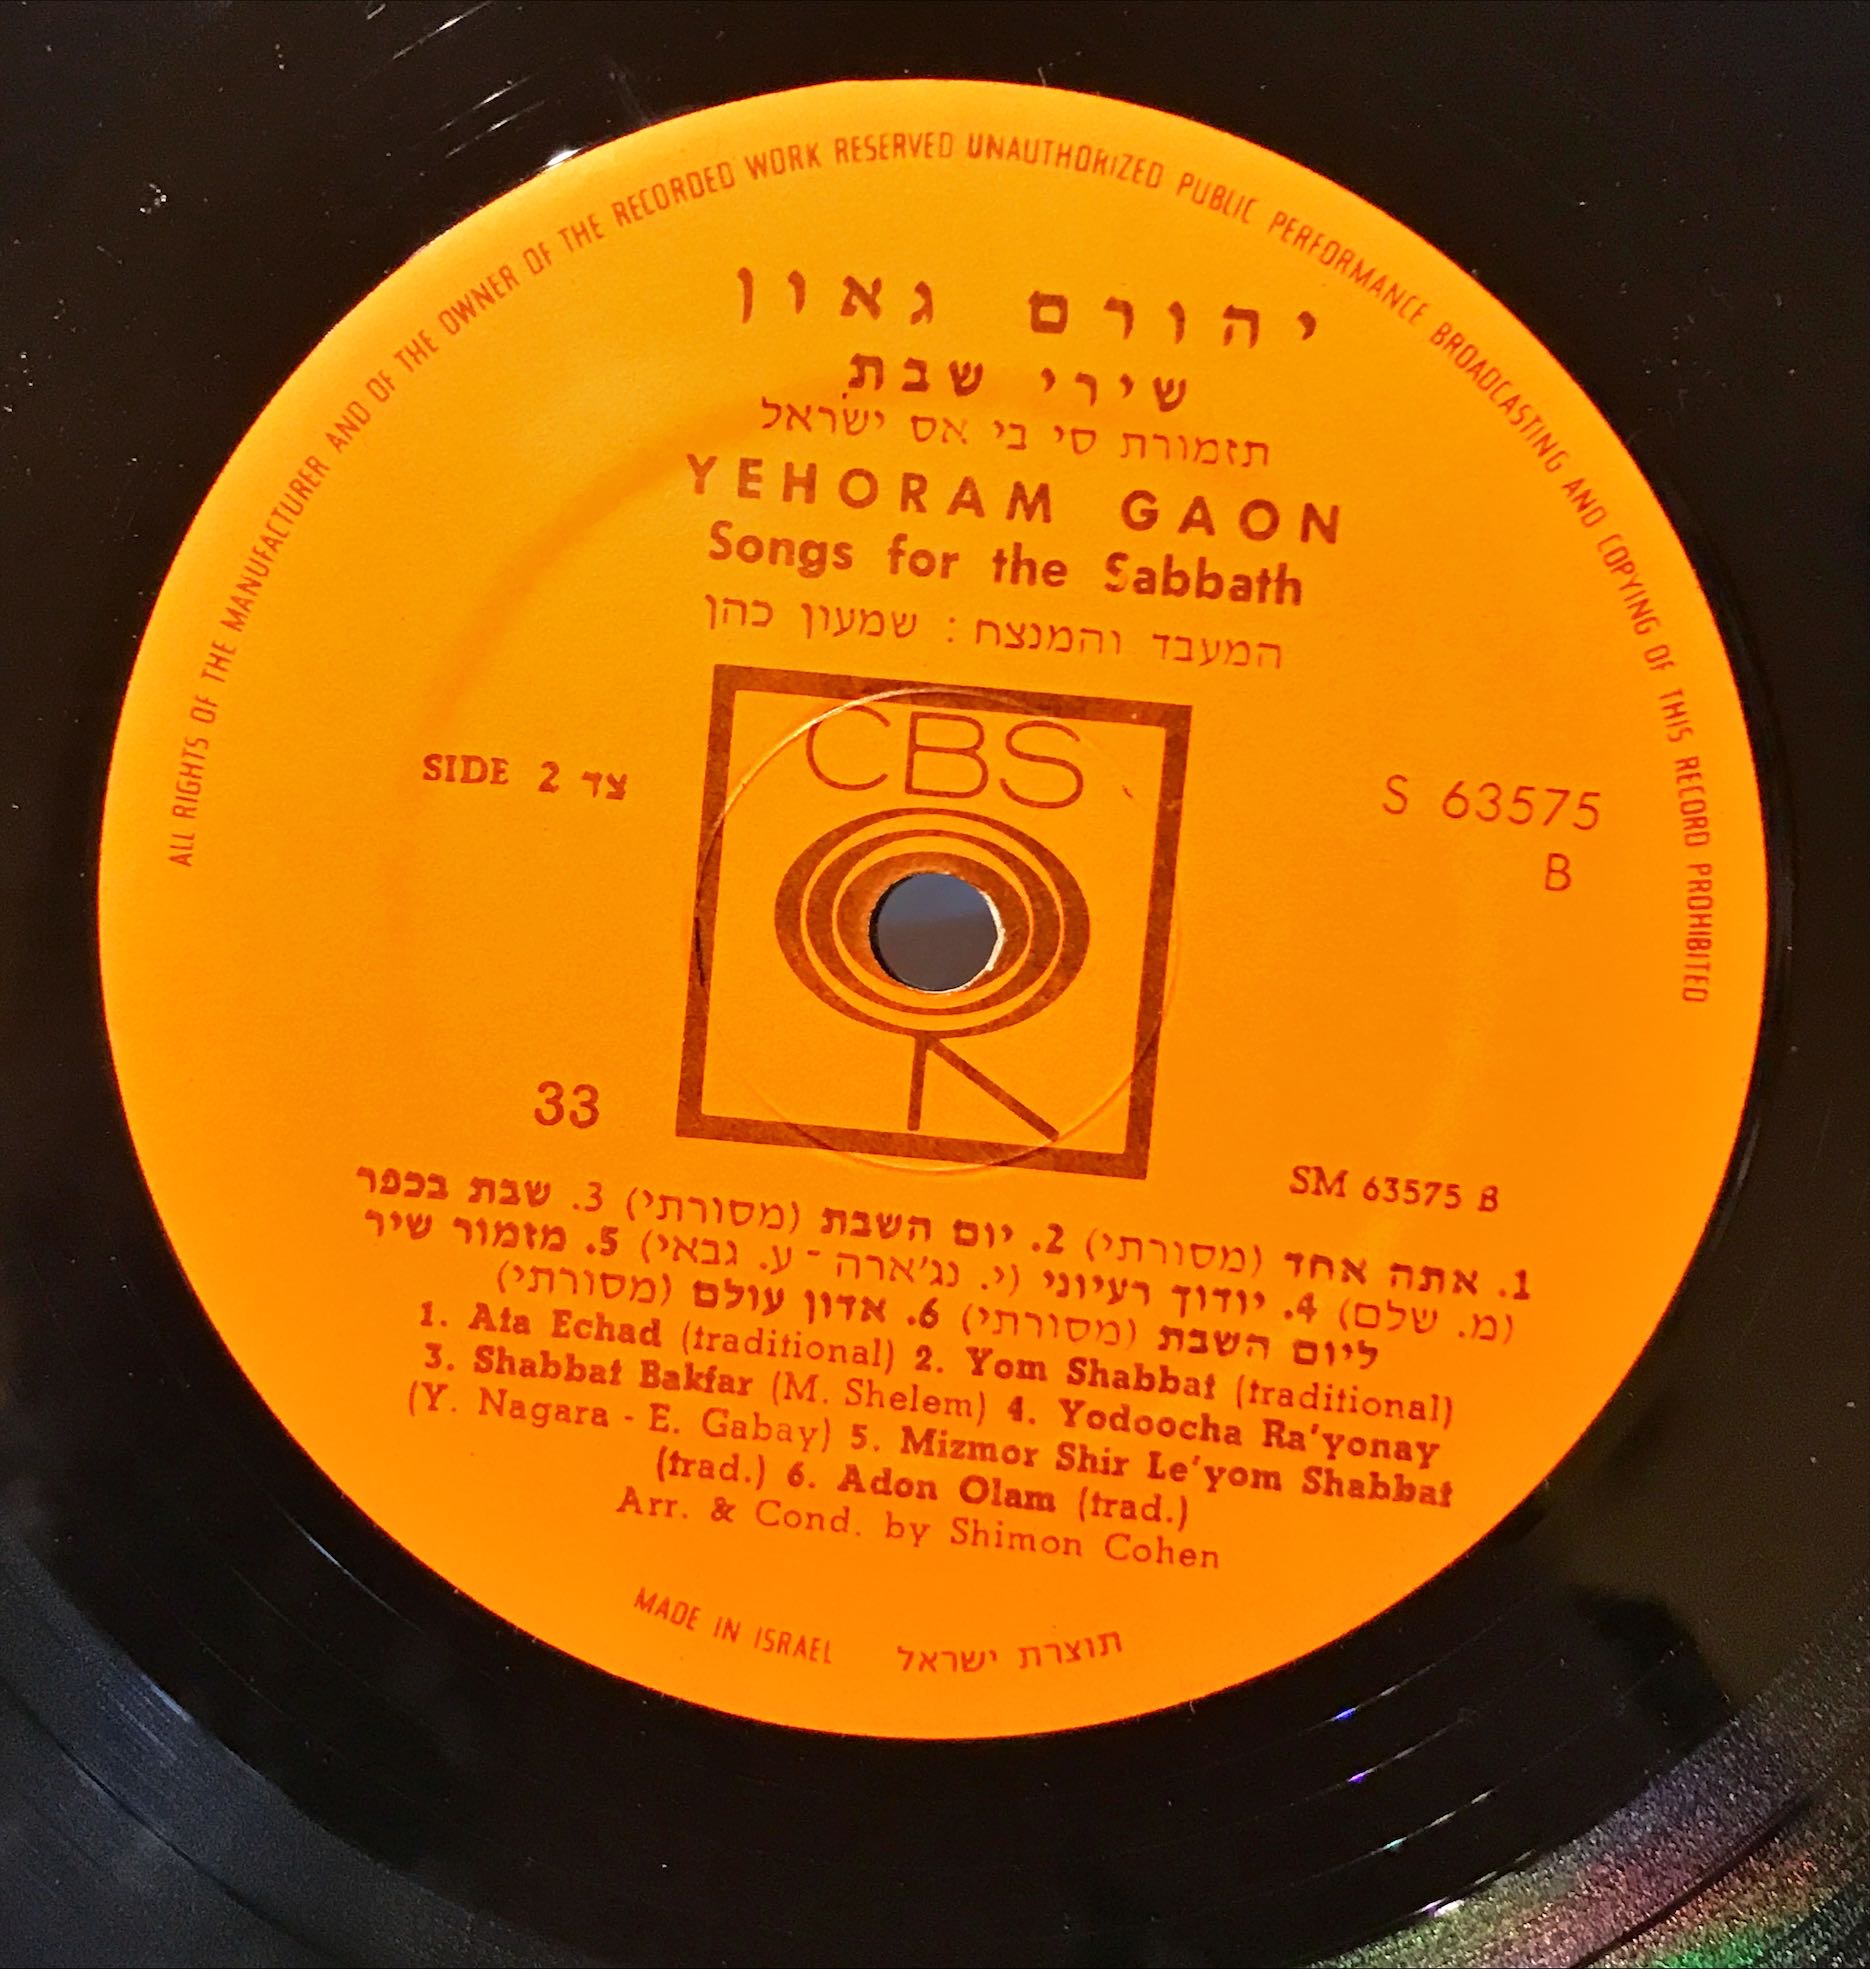 ALL RIGHTS OF THE MANUFACTURER AND OF THE OWNER OF THE RECORDED WORK RESERVED UNAUTHORIZED PUBLIC PERFORMANCE BROADCASTING AND COPYING OF THIS RECORD PROHIBITED
יהורם גאון
שירי שבת
תזמורת סי בי אס ישראל
YEHORAM GAON
Songs for the Sabbath
המעבד והמנצח : שמעון כהן
CBS
SIDE 2 צד
S 63575
B
33
SM 63575 B
1. אתה אחד (מסורתי) 2. יום השבת (מסורתי) 3. שבת בכפר
(מ. שלם) 4. יודוך רעיוני (י. נג'ארה - ע. גבאי) 5. מזמור שיר
ליום השבת (מסורתי) 6. אדון עולם (מסורתי)
1. Ata Echad (traditional) 2. Yom Shabbat (traditional)
3. Shabbat Bakfar (M. Shelem) 4. Yodoocha Ra'yonay
(Y. Nagara - E. Gabay) 5. Mizmor Shir Le'yom Shabbat
(trad.) 6. Adon Olam (trad.)
Arr. & Cond. by Shimon Cohen
MADE IN ISRAEL תוצרת ישראל